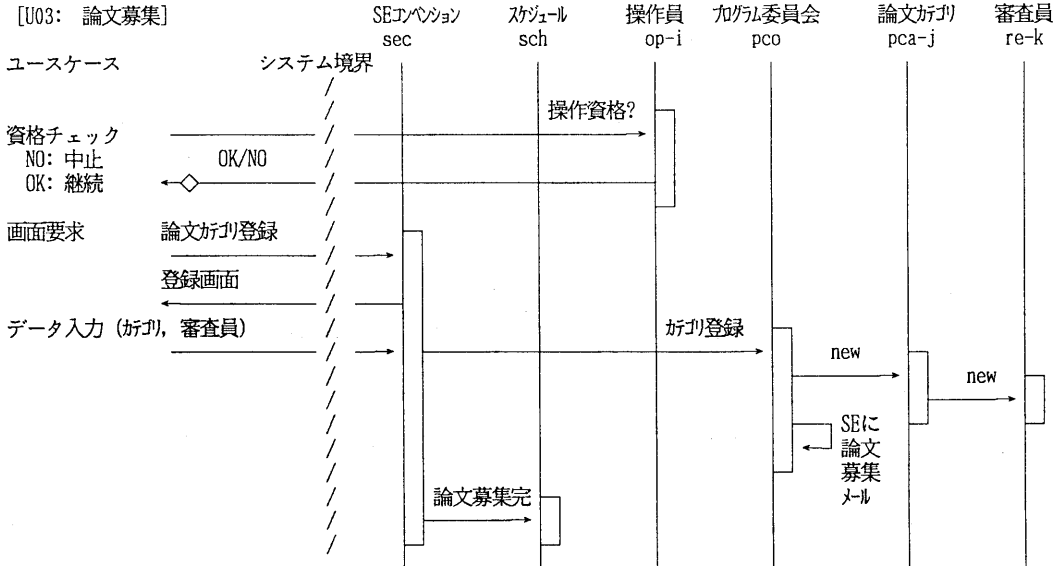 [U03: 論文募集]
SEコンベンション スケジュール 操作員 プログラム委員会 論文カテゴリ 審査員
sec sch op-i pco pca-j re-k
ユースケース システム境界
操作資格?
資格チェック
NO: 中止 OK/NO
OK: 継続
画面要求 論文カテゴリ登録
登録画面
データ入力 (カテゴリ, 審査員) カテゴリ登録
new
new
SEに
論文
募集
メール
論文募集完